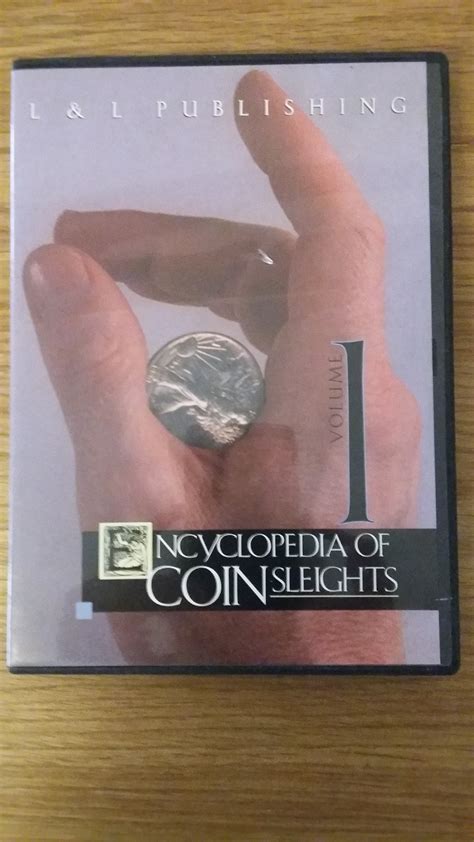 L & L PUBLISHING
VOLUME 1
ENCYCLOPEDIA OF
COIN SLEIGHTS